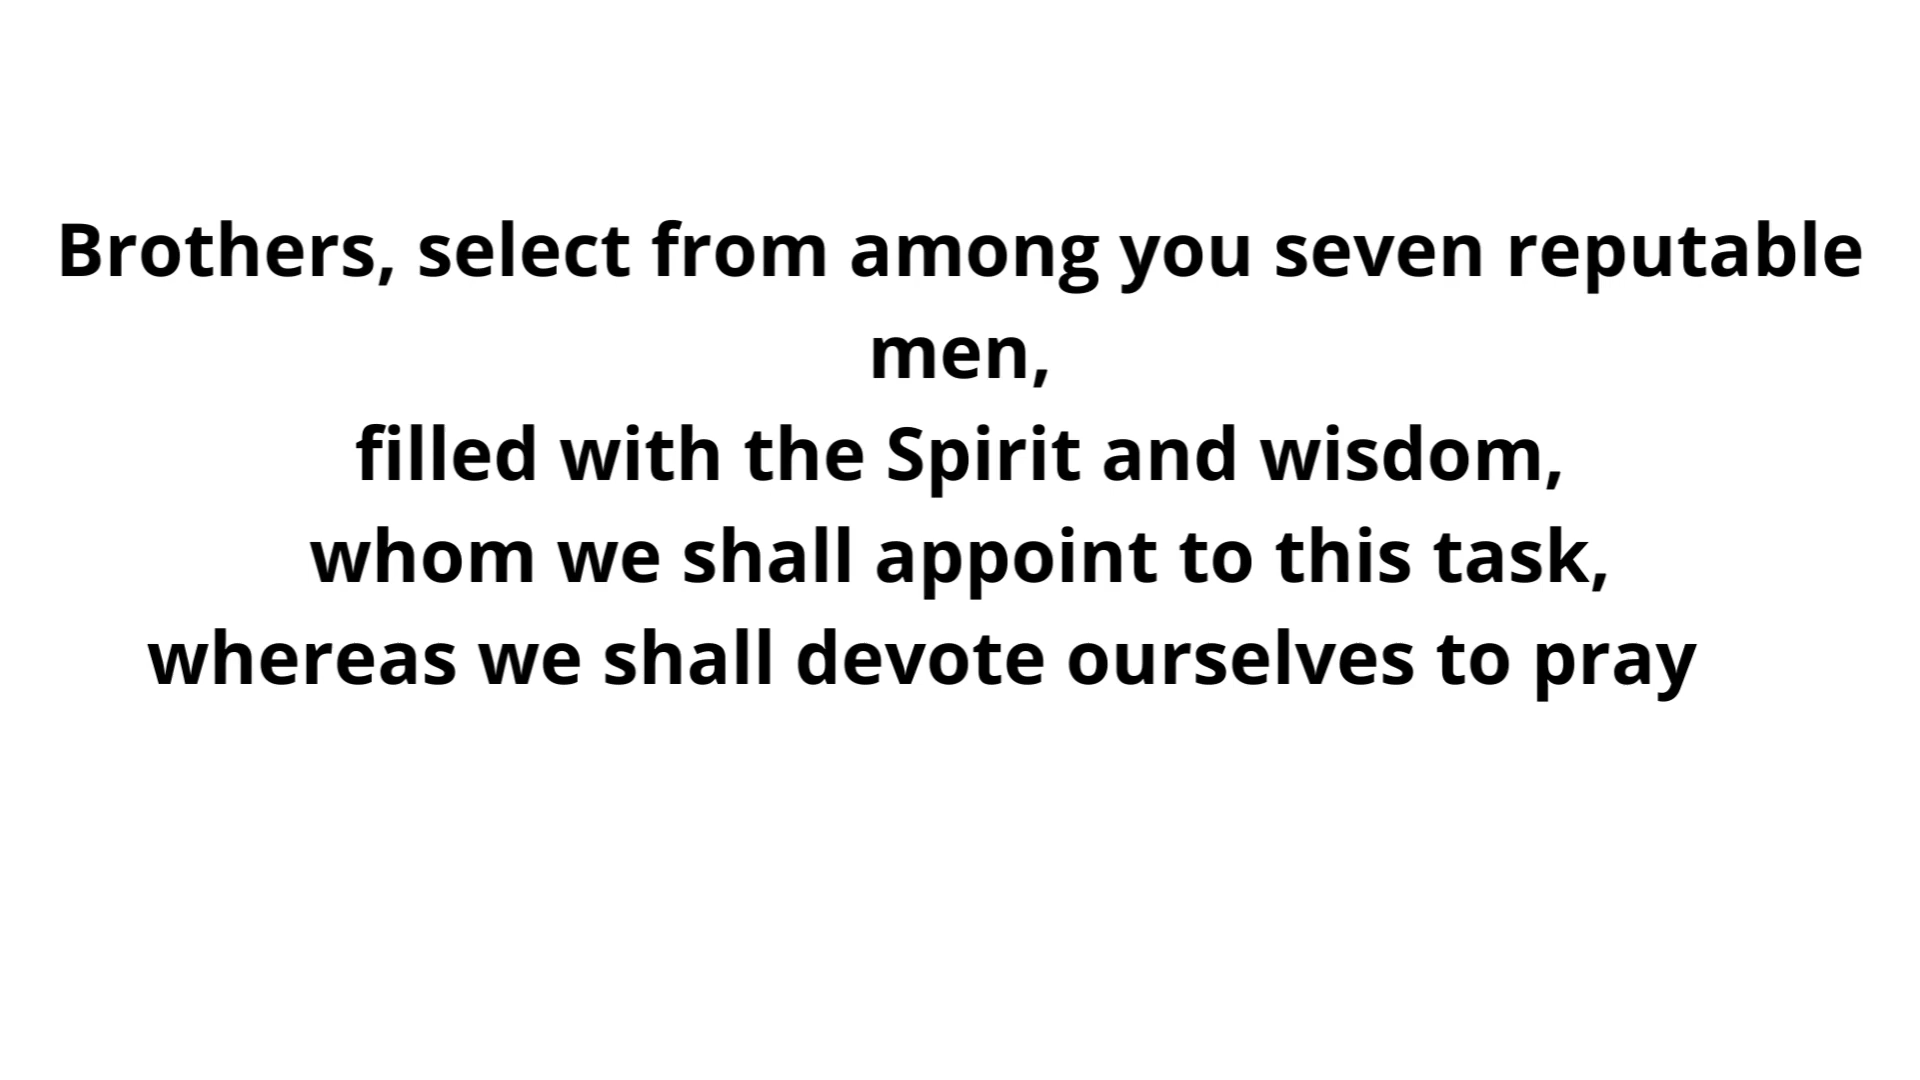 Brothers, select from among you seven reputable
men,
filled with the Spirit and wisdom,
whom we shall appoint to this task,
whereas we shall devote ourselves to pray